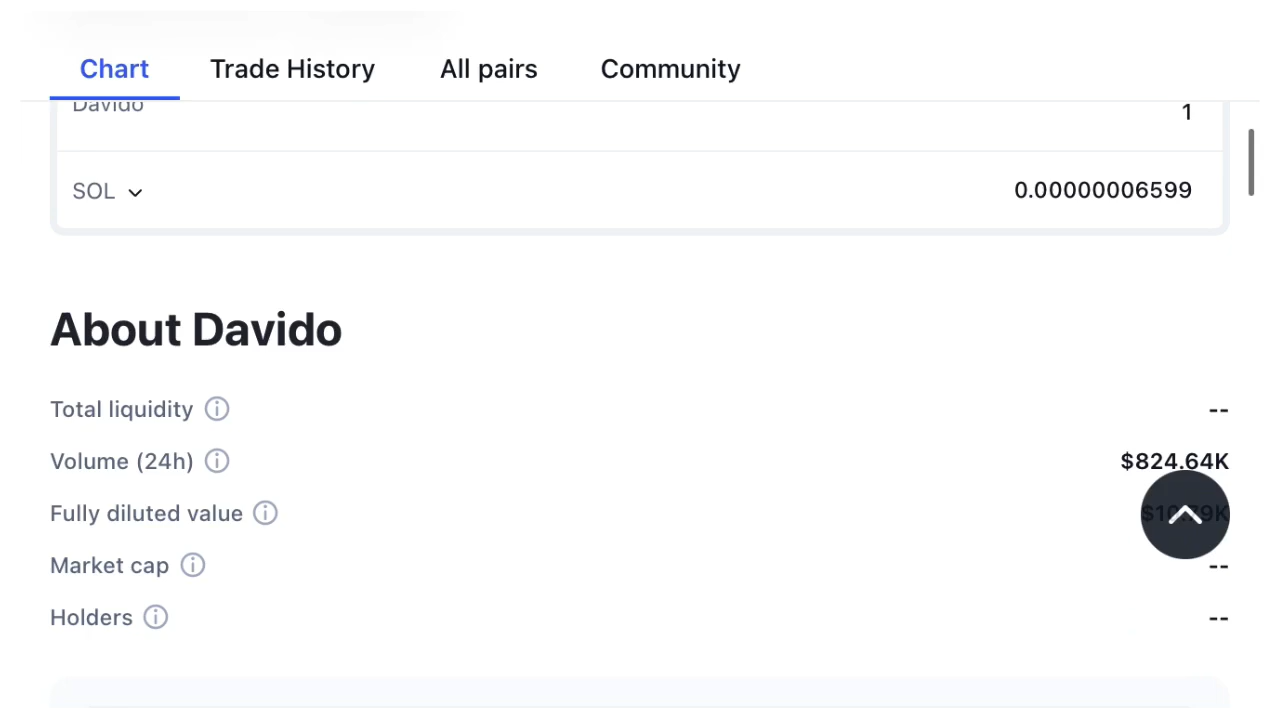 Chart Trade History All pairs Community
Davido 1
SOL 0.00000006599
About Davido
Total liquidity --
Volume (24h) $824.64K
Fully diluted value
Market cap --
Holders --